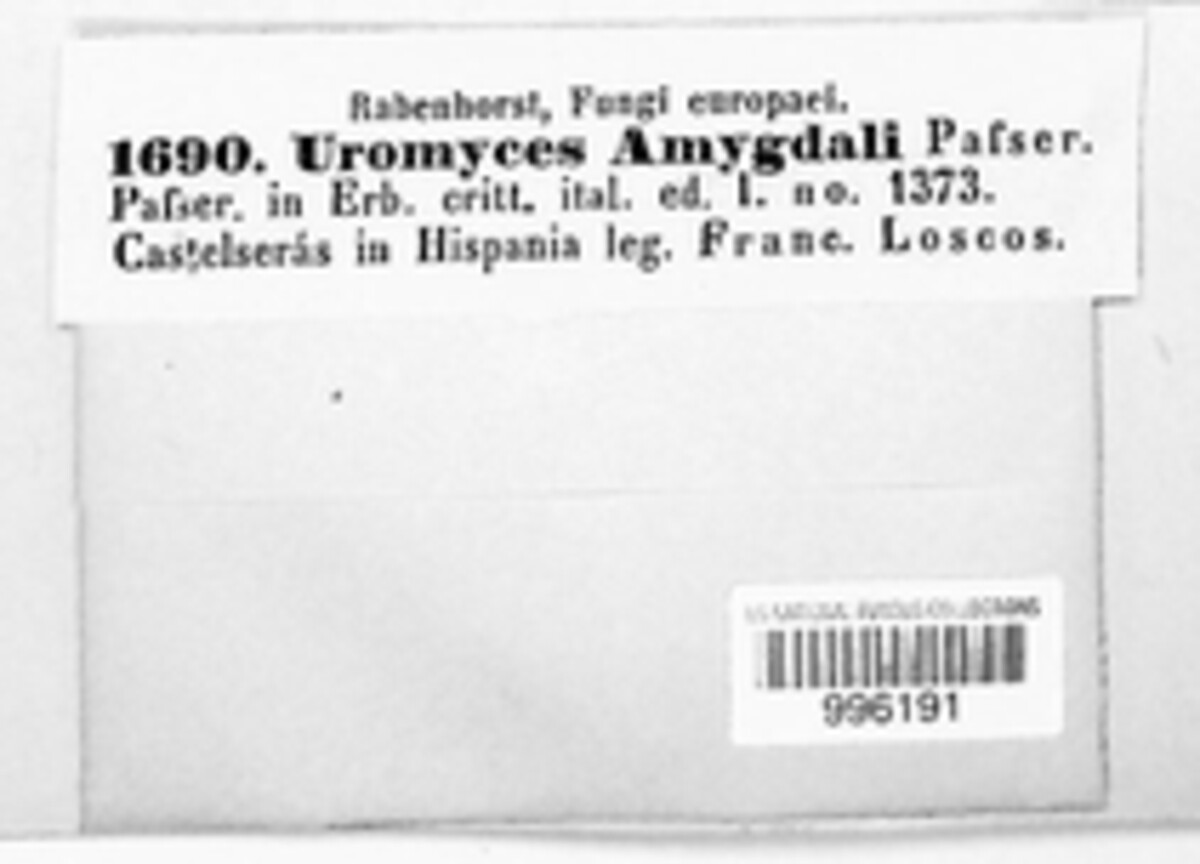 Rabenhorst, Fungi europaei.
1690. Uromyces Amygdali Paſser.
Paſser. in Erb. critt. ital. ed. I. no. 1373.
Castelserás in Hispania leg. Franc. Loscos.
996191